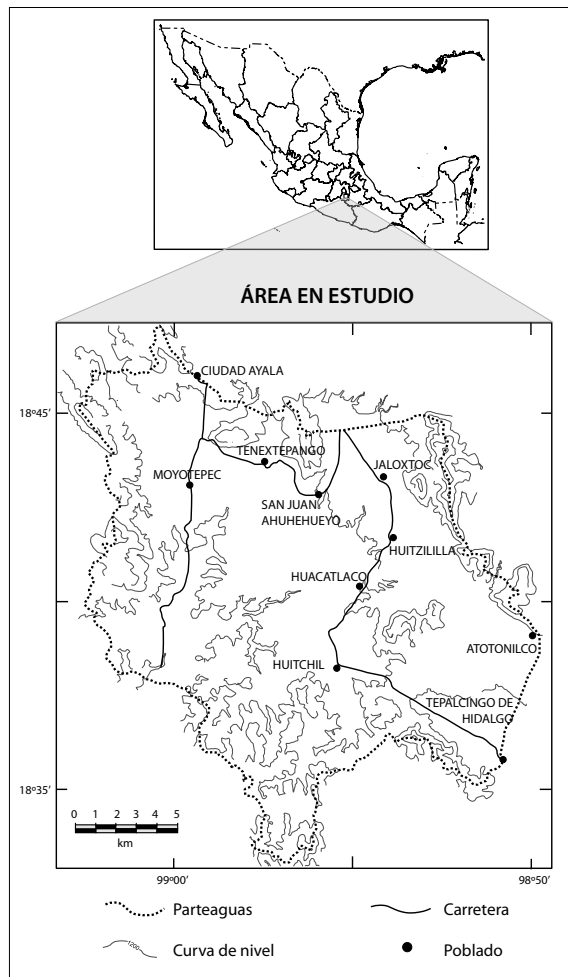 ÁREA EN ESTUDIO
CIUDAD AYALA
18º45’
TENEXTEPANGO
MOYOTEPEC
JALOXTOC
SAN JUAN
AHUHEHUEYO
HUITZILILLA
HUACATLACO
ATOTONILCO
HUITCHIL
TEPALCINGO DE
HIDALGO
18º35’
0 1 2 3 4 5
km
99º00’
98º50’
Parteaguas
Carretera
1200
Curva de nivel
Poblado